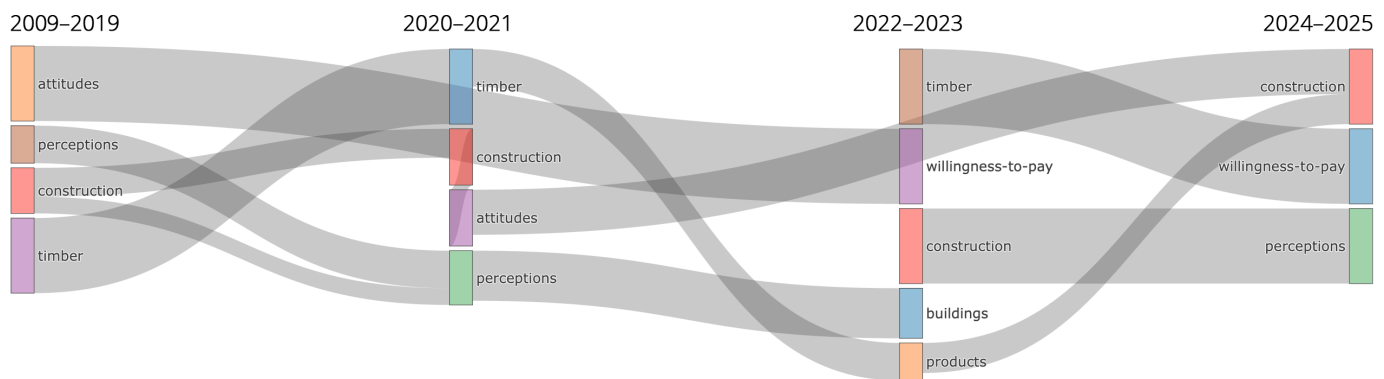 2009–2019
2020–2021
2022–2023
2024–2025
attitudes
perceptions
construction
timber
timber
construction
attitudes
perceptions
timber
willingness-to-pay
construction
buildings
products
construction
willingness-to-pay
perceptions